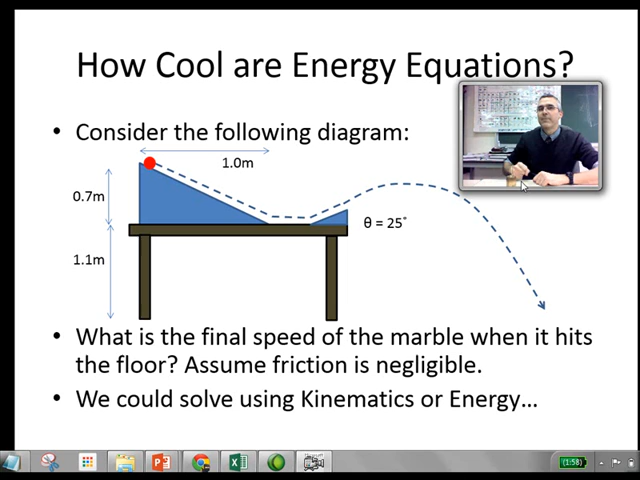 How Cool are Energy Equations?
• Consider the following diagram:
1.0m
0.7m
θ = 25˚
1.1m
• What is the final speed of the marble when it hits
the floor? Assume friction is negligible.
• We could solve using Kinematics or Energy…
(1:58)